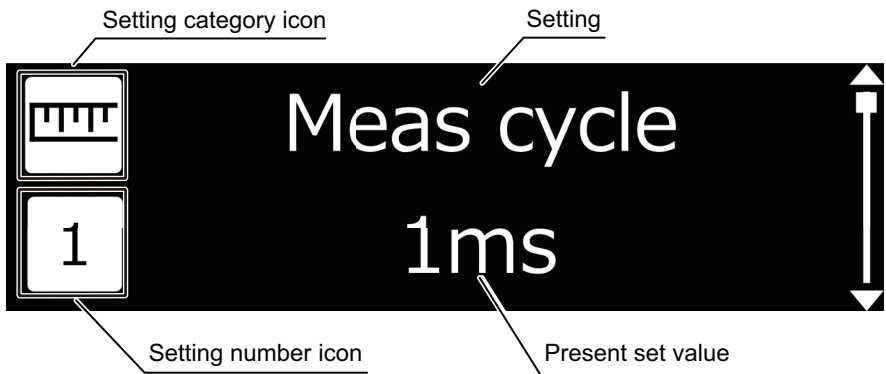 Setting category icon
Setting
Meas cycle
1
1ms
Setting number icon
Present set value